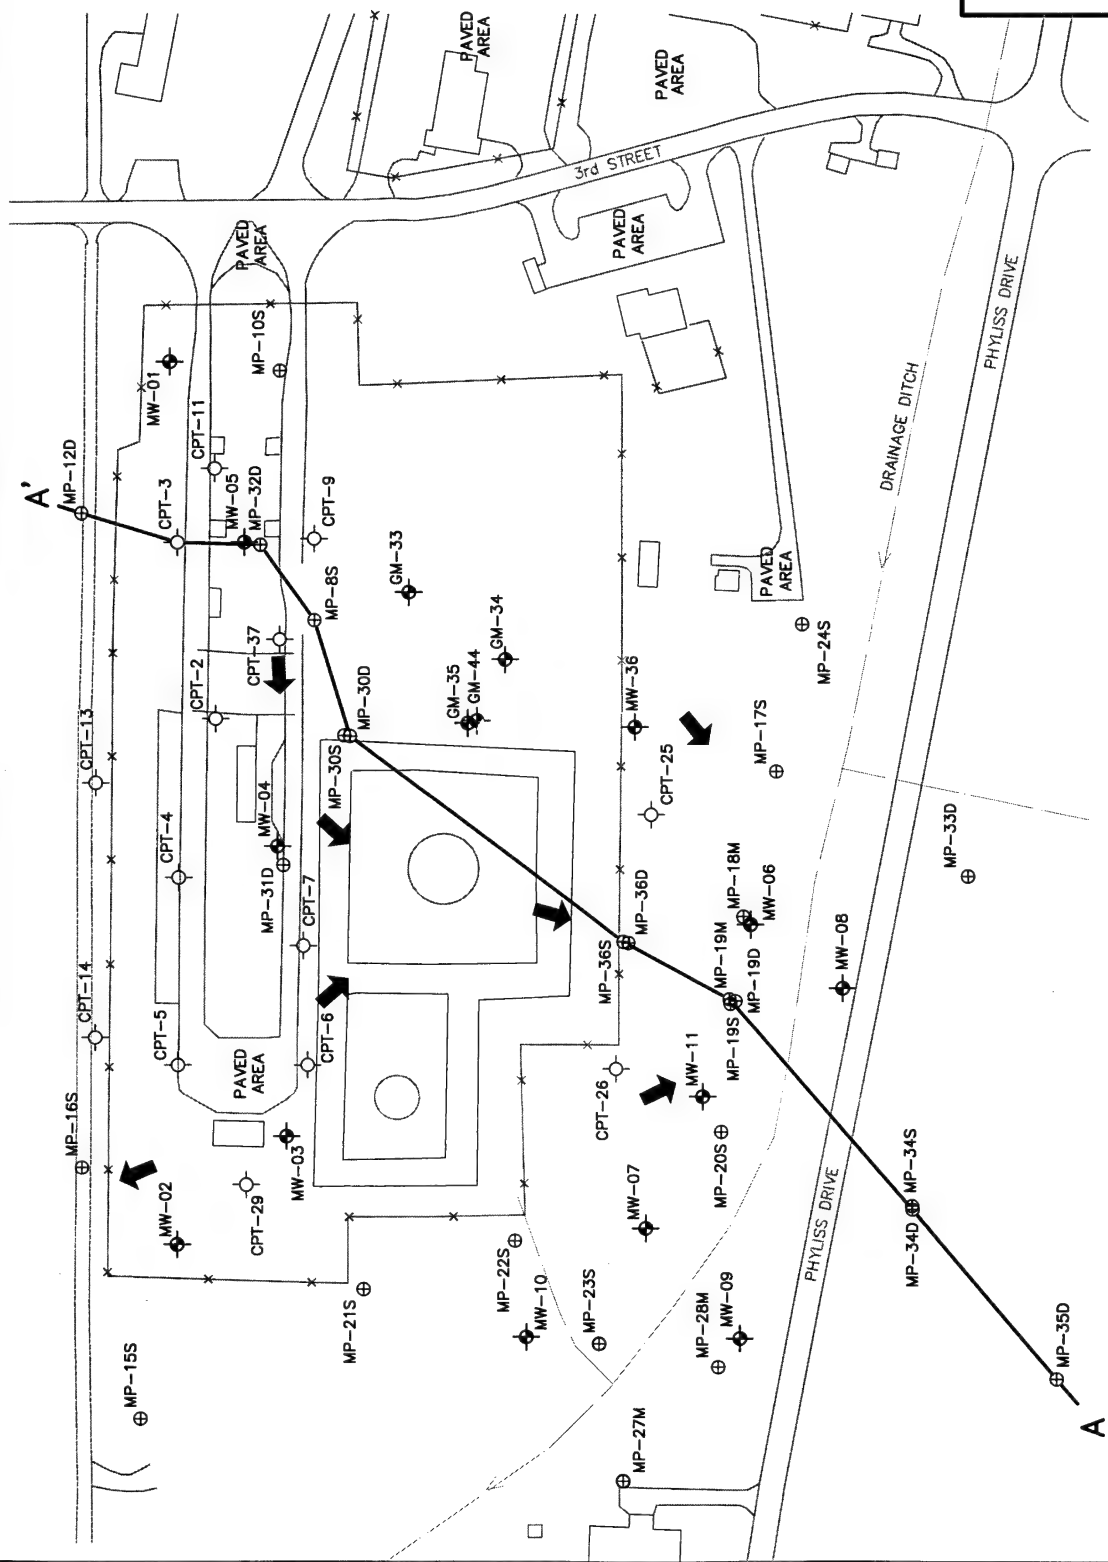 PAVED
AREA
PAVED
AREA
3rd STREET
PAVED
AREA
PAVED
AREA
PHYLISS DRIVE
DRAINAGE DITCH
MP-10S
MW-01
CPT-11
A'
MP-12D
CPT-3
MW-05
MP-32D
CPT-9
MP-8S
GM-33
GM-34
PAVED
AREA
MP-24S
CPT-37
CPT-2
MP-30D
MP-30S
GM-35
GM-44
MW-36
MP-17S
CPT-13
CPT-25
MW-04
MP-31D
CPT-4
CPT-7
MP-36D
MP-36S
MP-18M
MW-06
MP-33D
MP-19M
MP-19D
MP-19S
MW-08
CPT-14
CPT-5
PAVED
AREA
CPT-6
CPT-26
MW-11
MP-20S
MP-16S
MW-03
MW-02
CPT-29
MW-07
MP-34S
MP-34D
PHYLISS DRIVE
MP-22S
MW-10
MP-21S
MP-23S
MP-28M
MW-09
MP-15S
MP-27M
MP-35D
A